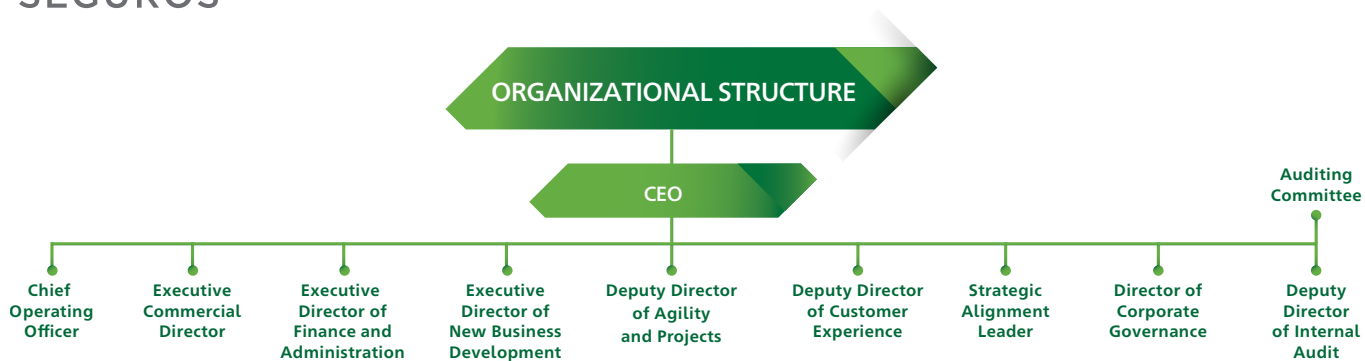 SEGUROS
ORGANIZATIONAL STRUCTURE
CEO
Auditing
Committee
Chief
Operating
Officer
Executive
Commercial
Director
Executive
Director of
Finance and
Administration
Executive
Director of
New Business
Development
Deputy Director
of Agility
and Projects
Deputy Director
of Customer
Experience
Strategic
Alignment
Leader
Director of
Corporate
Governance
Deputy
Director
of Internal
Audit